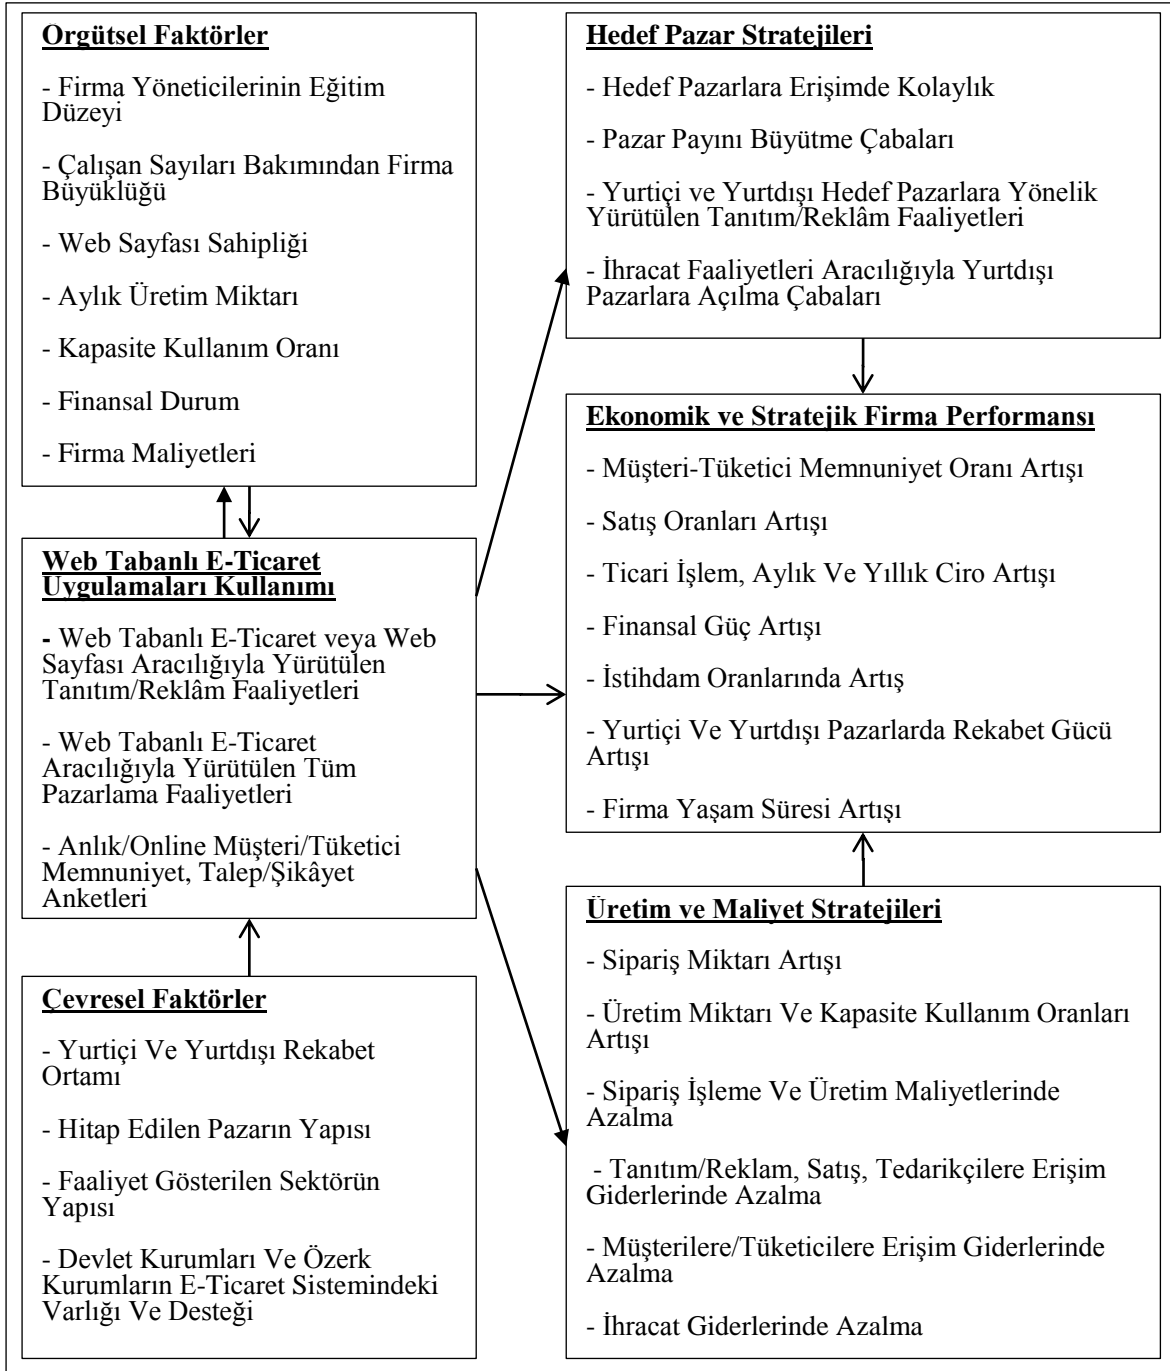 Örgütsel Faktörler
- Firma Yöneticilerinin Eğitim
Düzeyi
- Çalışan Sayıları Bakımından Firma
Büyüklüğü
- Web Sayfası Sahipliği
- Aylık Üretim Miktarı
- Kapasite Kullanım Oranı
- Finansal Durum
- Firma Maliyetleri
Web Tabanlı E-Ticaret
Uygulamaları Kullanımı
- Web Tabanlı E-Ticaret veya Web
Sayfası Aracılığıyla Yürütülen
Tanıtım/Reklâm Faaliyetleri
- Web Tabanlı E-Ticaret
Aracılığıyla Yürütülen Tüm
Pazarlama Faaliyetleri
- Anlık/Online Müşteri/Tüketici
Memnuniyet, Talep/Şikâyet
Anketleri
Çevresel Faktörler
- Yurtiçi Ve Yurtdışı Rekabet
Ortamı
- Hitap Edilen Pazarın Yapısı
- Faaliyet Gösterilen Sektörün
Yapısı
- Devlet Kurumları Ve Özerk
Kurumların E-Ticaret Sistemindeki
Varlığı Ve Desteği
Hedef Pazar Stratejileri
- Hedef Pazarlara Erişimde Kolaylık
- Pazar Payını Büyütme Çabaları
- Yurtiçi ve Yurtdışı Hedef Pazarlara Yönelik
Yürütülen Tanıtım/Reklâm Faaliyetleri
- İhracat Faaliyetleri Aracılığıyla Yurtdışı
Pazarlara Açılma Çabaları
Ekonomik ve Stratejik Firma Performansı
- Müşteri-Tüketici Memnuniyet Oranı Artışı
- Satış Oranları Artışı
- Ticari İşlem, Aylık Ve Yıllık Ciro Artışı
- Finansal Güç Artışı
- İstihdam Oranlarında Artış
- Yurtiçi Ve Yurtdışı Pazarlarda Rekabet Gücü
Artışı
- Firma Yaşam Süresi Artışı
Üretim ve Maliyet Stratejileri
- Sipariş Miktarı Artışı
- Üretim Miktarı Ve Kapasite Kullanım Oranları
Artışı
- Sipariş İşleme Ve Üretim Maliyetlerinde
Azalma
- Tanıtım/Reklam, Satış, Tedarikçilere Erişim
Giderlerinde Azalma
- Müşterilere/Tüketicilere Erişim Giderlerinde
Azalma
- İhracat Giderlerinde Azalma